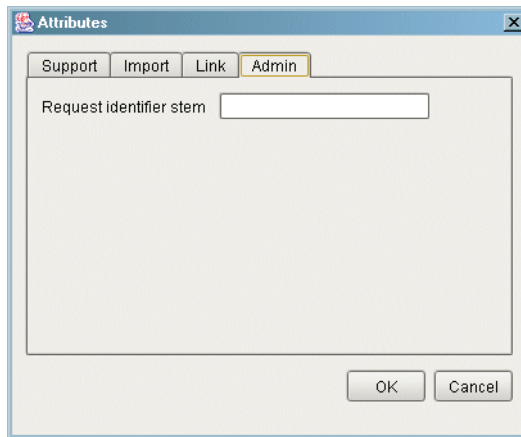 Attributes
Support Import Link Admin
Request identifier stem
OK Cancel